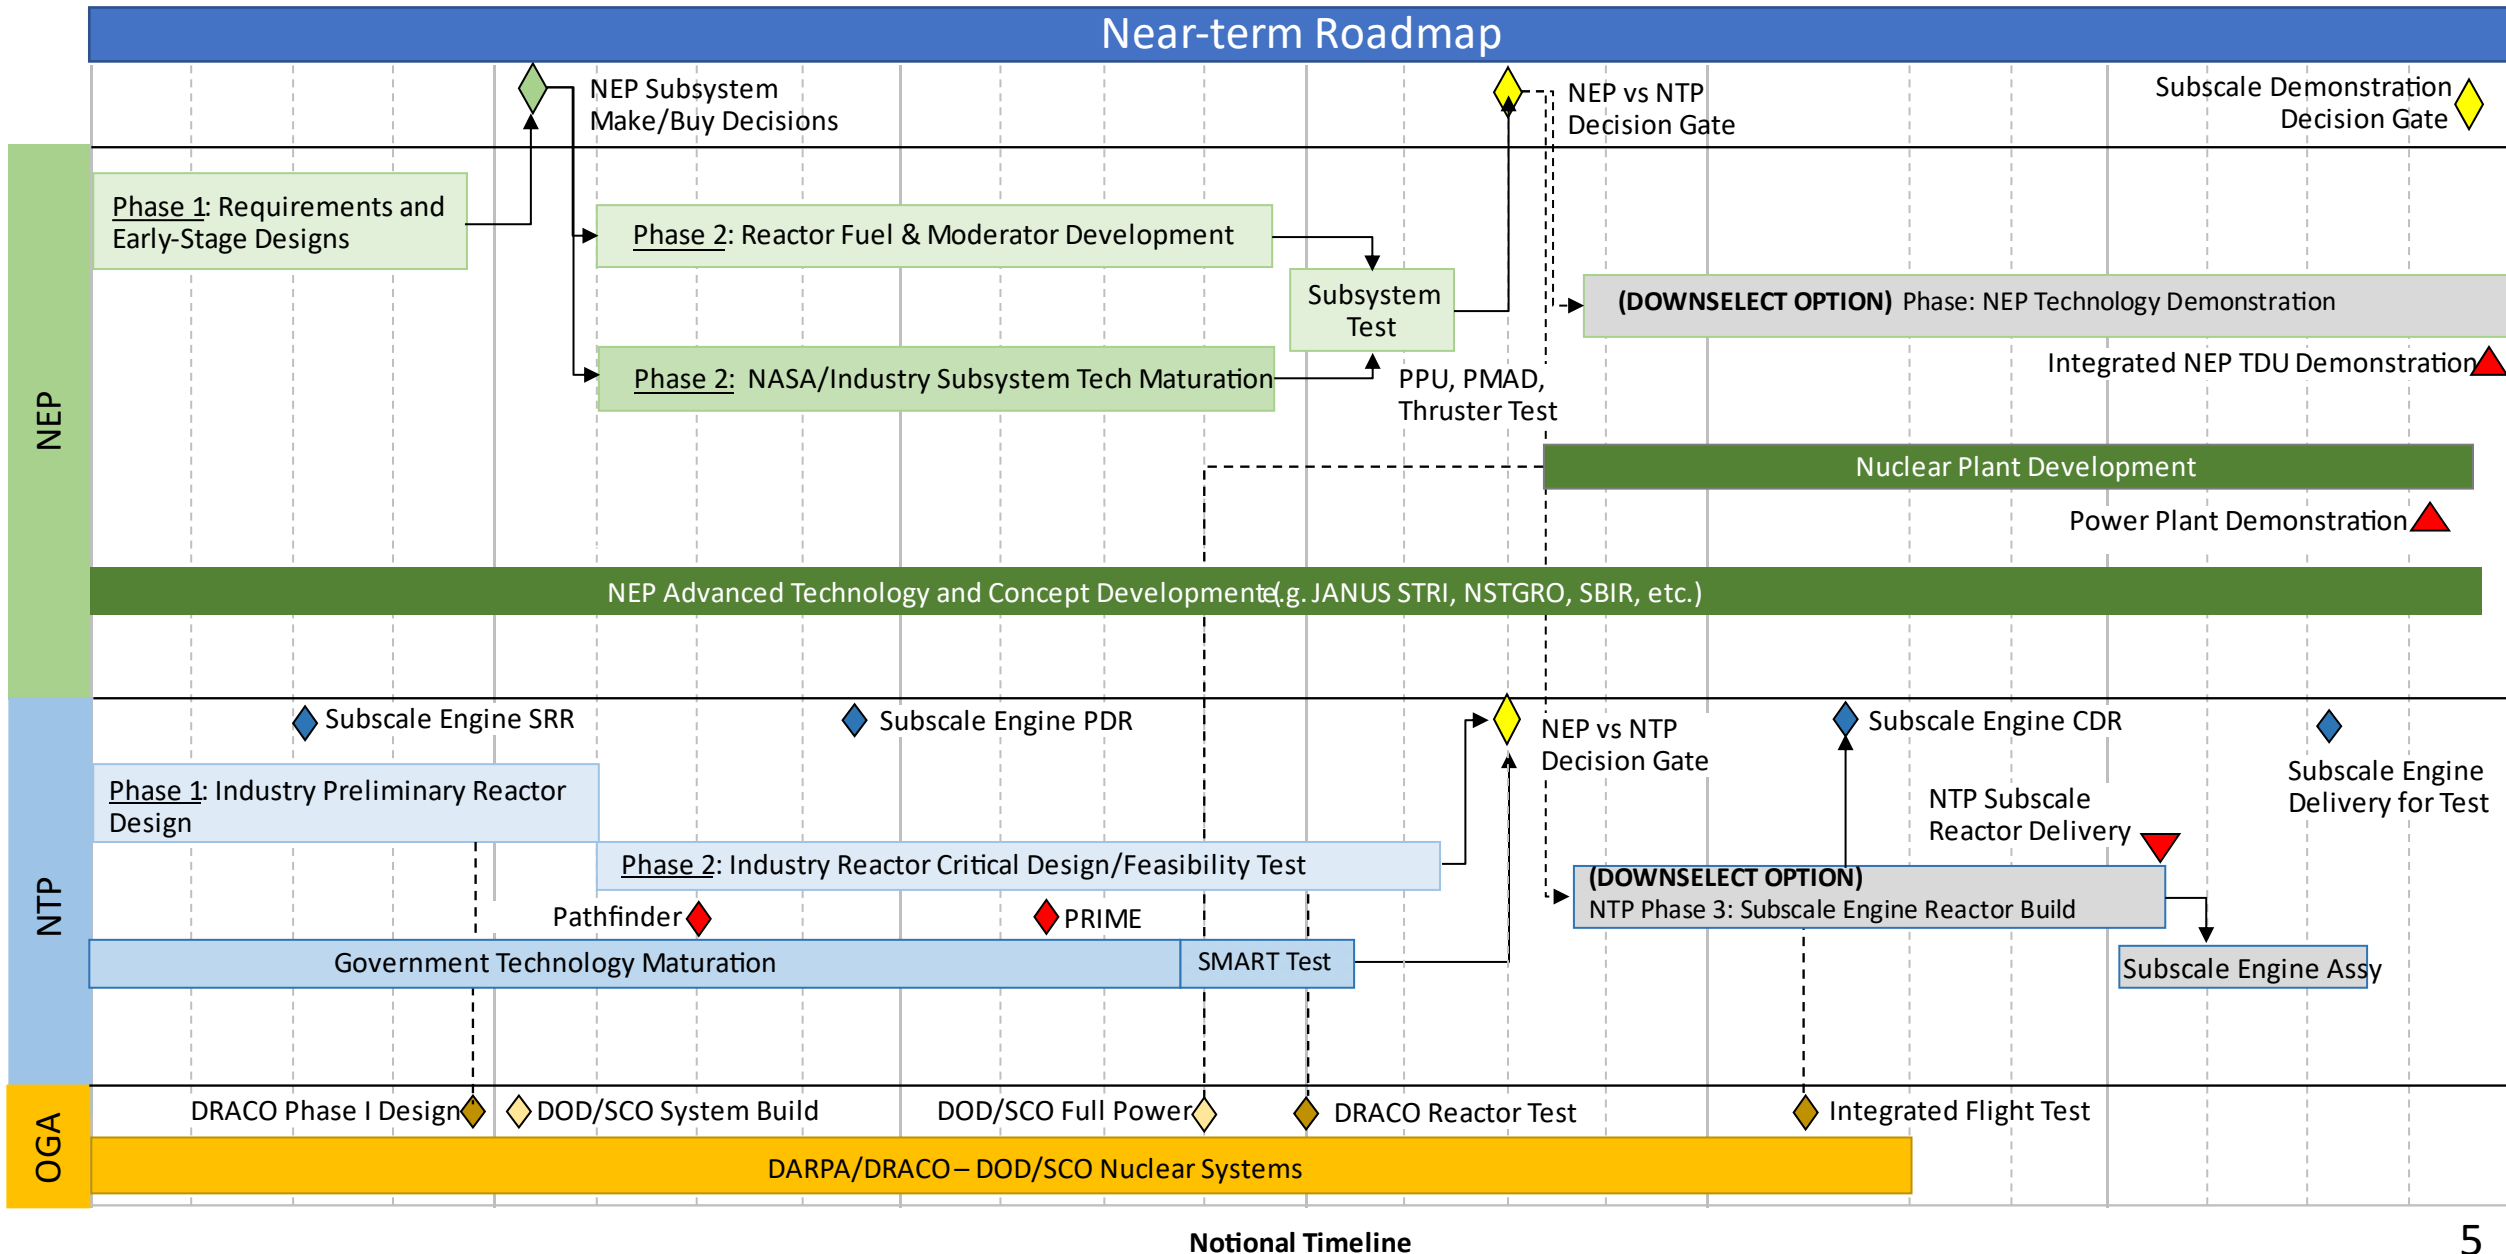 Near-term Roadmap
NEP Subsystem
Make/Buy Decisions
NEP vs NTP
Decision Gate
Subscale Demonstration
Decision Gate
NEP
Phase 1: Requirements and
Early-Stage Designs
Phase 2: Reactor Fuel & Moderator Development
Subsystem
Test
(DOWNSELECT OPTION) Phase: NEP Technology Demonstration
Integrated NEP TDU Demonstration
Phase 2: NASA/Industry Subsystem Tech Maturation
PPU, PMAD,
Thruster Test
Nuclear Plant Development
Power Plant Demonstration
NEP Advanced Technology and Concept Development (e.g. JANUS STRI, NSTGRO, SBIR, etc.)
NTP
Subscale Engine SRR
Subscale Engine PDR
NEP vs NTP
Decision Gate
Subscale Engine CDR
Subscale Engine
Delivery for Test
Phase 1: Industry Preliminary Reactor
Design
NTP Subscale
Reactor Delivery
Phase 2: Industry Reactor Critical Design/Feasibility Test
(DOWNSELECT OPTION)
NTP Phase 3: Subscale Engine Reactor Build
Pathfinder
PRIME
Government Technology Maturation
SMART Test
Subscale Engine Assy
OGA
DRACO Phase I Design
DOD/SCO System Build
DOD/SCO Full Power
DRACO Reactor Test
Integrated Flight Test
DARPA/DRACO – DOD/SCO Nuclear Systems
Notional Timeline
5